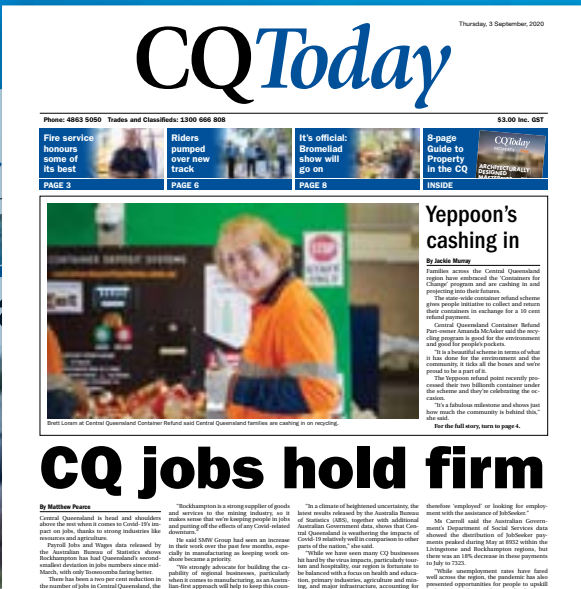 Thursday, 3 September, 2020
CQToday
Phone: 4863 5050 Trades and Classifieds: 1300 666 808
$3.00 Inc. GST
Fire service
honours
some of
its best
PAGE 3
Riders
pumped
over new
track
PAGE 6
It's official:
Bromeliad
show will
go on
PAGE 8
8-page
Guide to
Property
in the CQ
INSIDE
CQToday
ARCHITECTURALLY
DESIGNED
CONTAINER DEPOSIT SYSTEMS
STOP
STAFF
ONLY
Brett Loram at Central Queensland Container Refund said Central Queensland families are cashing in on recycling.
Yeppoon's
cashing in
By Jackie Murray
Families across the Central Queensland
region have embraced the 'Containers for
Change' program and are cashing in and
projecting into their futures.
The state-wide container refund scheme
gives people initiative to collect and return
their containers in exchange for a 10 cent
refund payment.
Central Queensland Container Refund
Part-owner Amanda McAsker said the recy-
cling program is good for the environment
and good for people's pockets.
"It is a beautiful scheme in terms of what
it has done for the environment and the
community, it ticks all the boxes and we're
proud to be a part of it.
The Yeppoon refund point recently pro-
cessed their two billionth container under
the scheme and they're celebrating the oc-
casion.
"It's a fabulous milestone and shows just
how much the community is behind this,"
she said.
For the full story, turn to page 4.
CQ jobs hold firm
By Matthew Pearce
Central Queensland is head and shoulders
above the rest when it comes to Covid-19's im-
pact on jobs, thanks to strong industries like
resources and agriculture.
Payroll Jobs and Wages data released by
the Australian Bureau of Statistics shows
Rockhampton has had Queensland's second-
smallest deviation in jobs numbers since mid-
March, with only Toowoomba faring better.
There has been a two per cent reduction in
the number of jobs in Central Queensland, the
"Rockhampton is a strong supplier of goods
and services to the mining industry, so it
makes sense that we're keeping people in jobs
and putting off the effects of any Covid-related
downturn.
He said SMW Group had seen an increase
in their work over the past few months, espe-
cially in manufacturing as keeping work on-
shore became a priority.
"We strongly advocate for building the ca-
pability of regional businesses, particularly
when it comes to manufacturing, as an Austra-
lian-first approach will help to keep this coun-
"In a climate of heightened uncertainty, the
latest results released by the Australia Bureau
of Statistics (ABS), together with additional
Australian Government data, shows that Cen-
tral Queensland is weathering the impacts of
Covid-19 relatively well in comparison to other
parts of the nation," she said.
"While we have seen many CQ businesses
hit hard by the virus impacts, particularly tour-
ism and hospitality, our region is fortunate to
be balanced with a focus on health and educa-
tion, primary industries, agriculture and min-
ing, and major infrastructure, accounting for
therefore 'employed' or looking for employ-
ment with the assistance of JobSeeker."
Ms Carroll said the Australian Govern-
ment's Department of Social Services data
showed the distribution of JobSeeker pay-
ments peaked during May at 8932 within the
Livingstone and Rockhampton regions, but
there was an 18% decrease in these payments
to July to 7323.
"While unemployment rates have fared
well across the region, the pandemic has also
presented opportunities for people to upskill